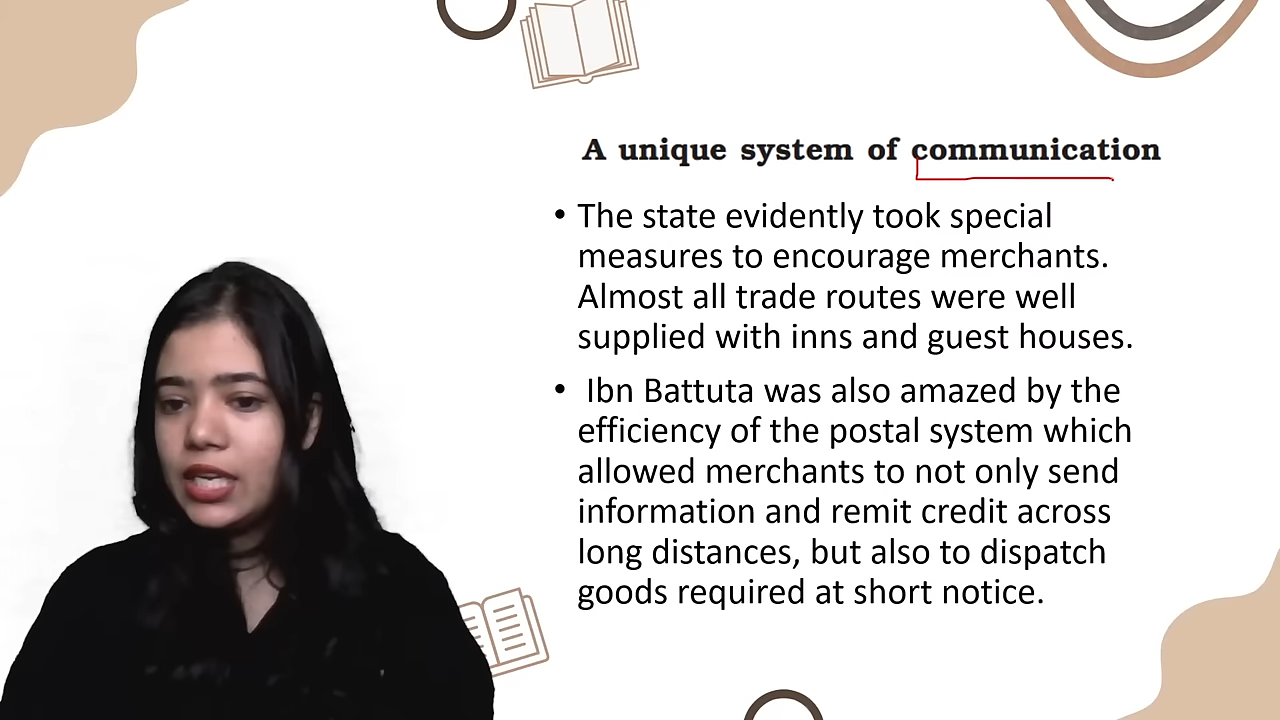 A unique system of communication
• The state evidently took special
measures to encourage merchants.
Almost all trade routes were well
supplied with inns and guest houses.
• Ibn Battuta was also amazed by the
efficiency of the postal system which
allowed merchants to not only send
information and remit credit across
long distances, but also to dispatch
goods required at short notice.